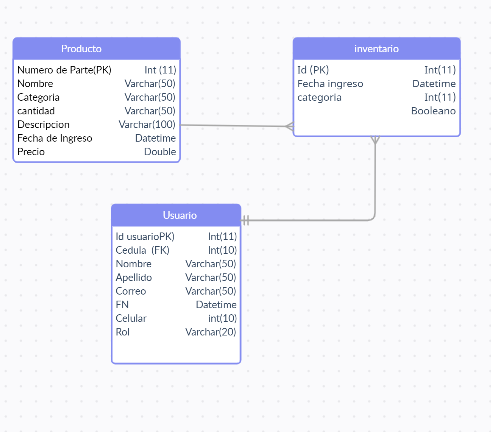 Producto
Numero de Parte(PK) Int (11)
Nombre Varchar(50)
Categoria Varchar(50)
cantidad Varchar(50)
Descripcion Varchar(100)
Fecha de Ingreso Datetime
Precio Double
inventario
Id (PK) Int(11)
Fecha ingreso Datetime
categoria Int(11)
Booleano
Usuario
Id usuarioPK) Int(11)
Cedula (FK) Int(10)
Nombre Varchar(50)
Apellido Varchar(50)
Correo Varchar(50)
FN Datetime
Celular int(10)
Rol Varchar(20)